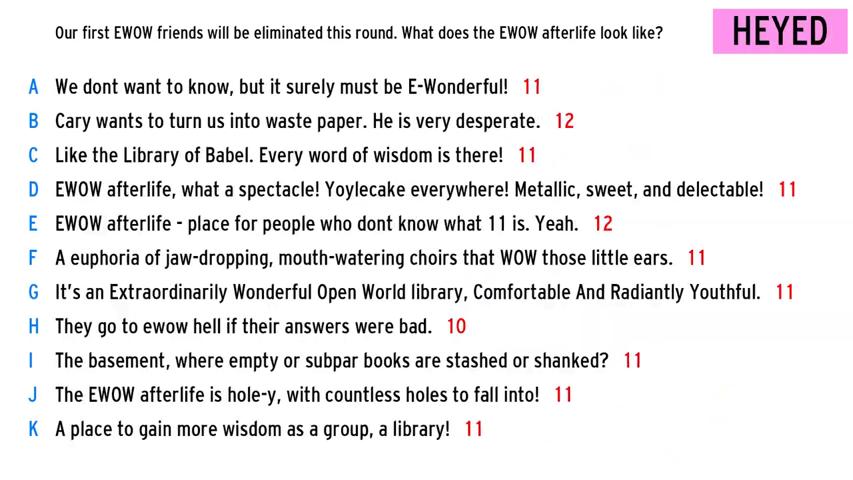 Our first EWOW friends will be eliminated this round. What does the EWOW afterlife look like?
HEYED
A We dont want to know, but it surely must be E-Wonderful! 11
B Cary wants to turn us into waste paper. He is very desperate. 12
C Like the Library of Babel. Every word of wisdom is there! 11
D EWOW afterlife, what a spectacle! Yoylecake everywhere! Metallic, sweet, and delectable! 11
E EWOW afterlife - place for people who dont know what 11 is. Yeah. 12
F A euphoria of jaw-dropping, mouth-watering choirs that WOW those little ears. 11
G It's an Extraordinarily Wonderful Open World library, Comfortable And Radiantly Youthful. 11
H They go to ewow hell if their answers were bad. 10
I The basement, where empty or subpar books are stashed or shanked? 11
J The EWOW afterlife is hole-y, with countless holes to fall into! 11
K A place to gain more wisdom as a group, a library! 11